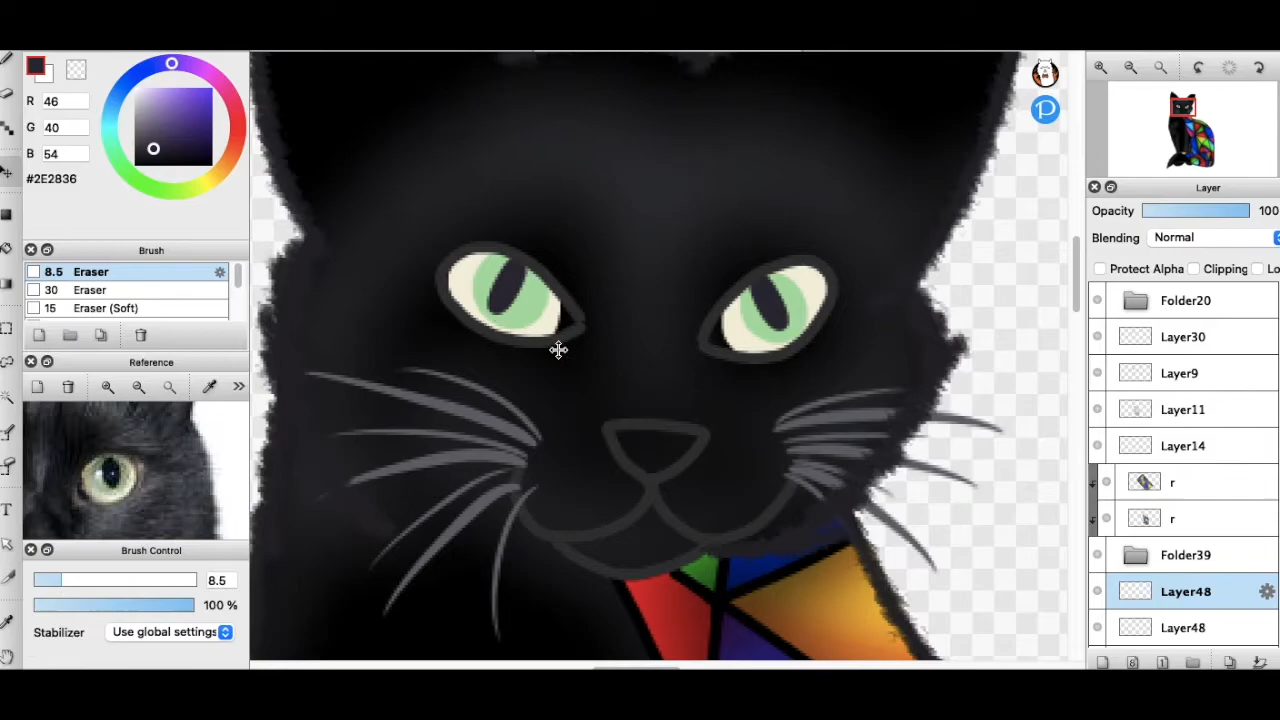 R 46
G 40
B 54
#2E2836
Brush
8.5 Eraser
30 Eraser
15 Eraser (Soft)
Reference
Brush Control
8.5
100 %
Stabilizer Use global settings
Layer
Opacity 100
Blending Normal
Protect Alpha Clipping Lo
Folder20
Layer30
Layer9
Layer11
Layer14
r
r
Folder39
Layer48
Layer48